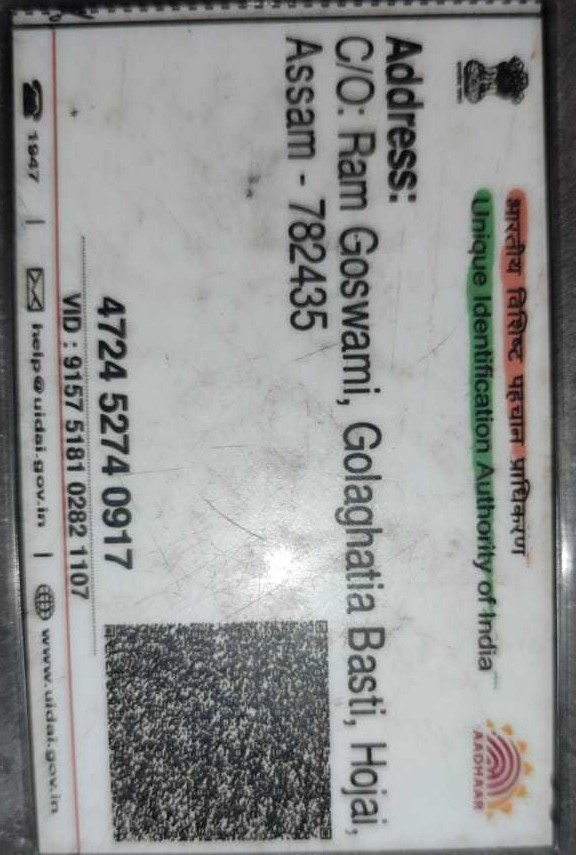 भारतीय विशिष्ट पहचान प्राधिकरण
Unique Identification Authority of India
AADHAAR
Address:
C/O: Ram Goswami, Golaghatia Basti, Hojai,
Assam - 782435
4724 5274 0917
VID : 9157 5181 0282 1107
1947 | help@uidai.gov.in | www.uidai.gov.in